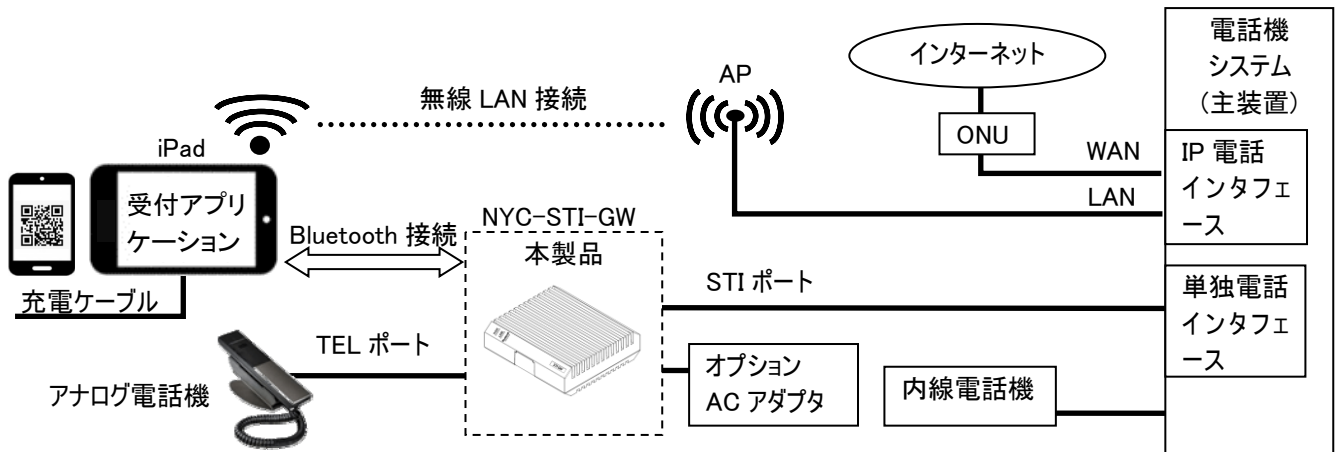 電話機
システム
（主装置）
インターネット
AP
無線 LAN 接続
ONU
WAN
iPad
IP 電話
インタフェ
ース
LAN
受付アプリ
ケーション
NYC-STI-GW
Bluetooth 接続
本製品
STI ポート
単独電話
インタフェ
ース
充電ケーブル
TEL ポート
オプション
AC アダプタ
内線電話機
アナログ電話機